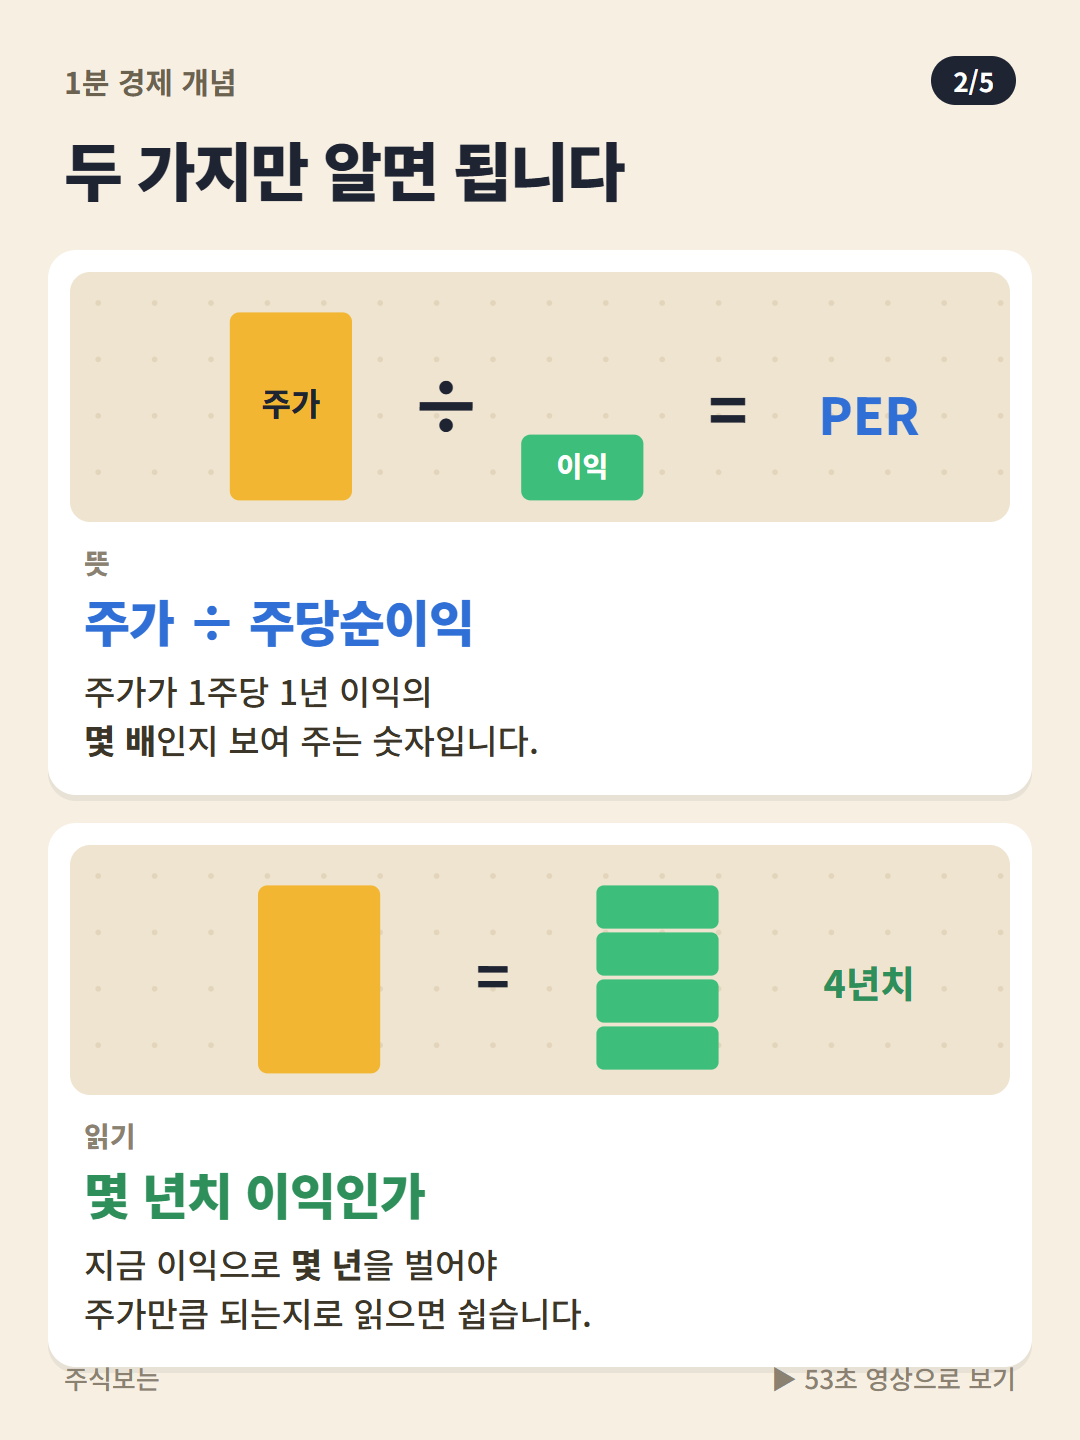 1분 경제 개념
2/5
두 가지만 알면 됩니다
주가 ÷ 이익 = PER
뜻
주가 ÷ 주당순이익
주가가 1주당 1년 이익의
몇 배인지 보여 주는 숫자입니다.
= 4년치
읽기
몇 년치 이익인가
지금 이익으로 몇 년을 벌어야
주가만큼 되는지로 읽으면 쉽습니다.
주식보는
▶ 53초 영상으로 보기